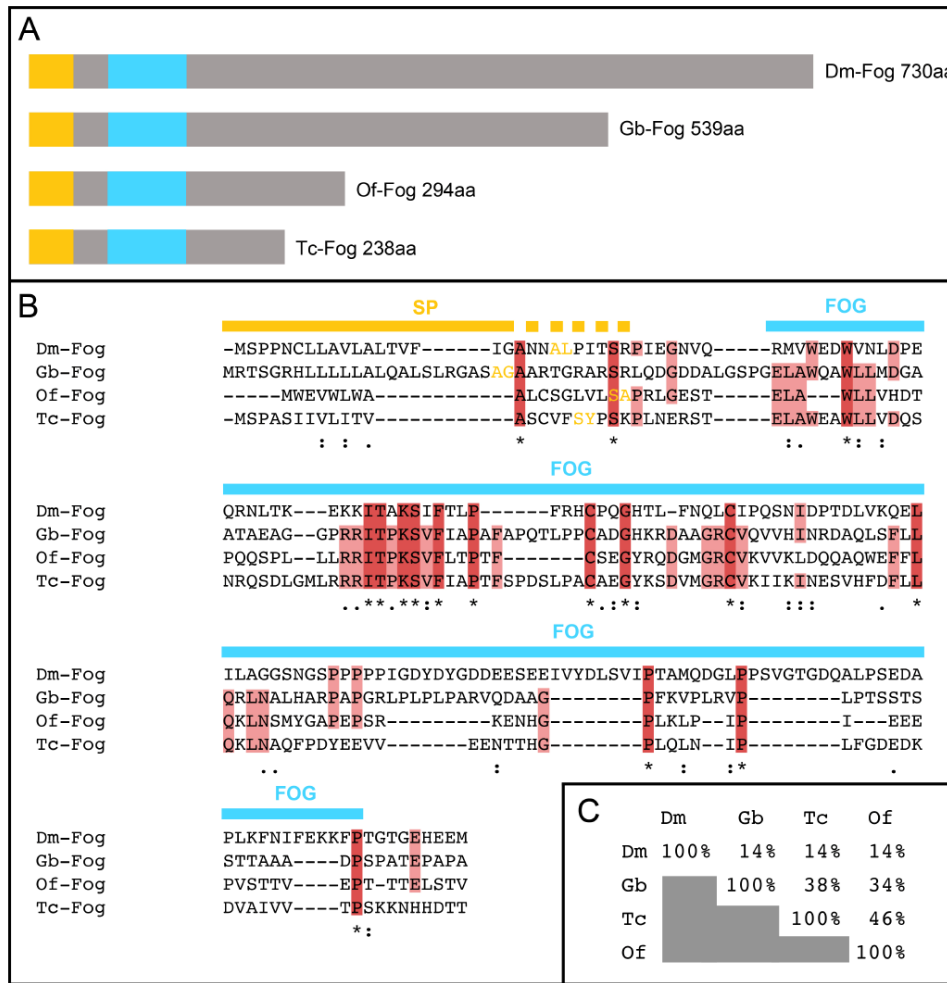 A
Dm-Fog 730aa
Gb-Fog 539aa
Of-Fog 294aa
Tc-Fog 238aa
B
SP FOG
Dm-Fog -MSPPNCLLAVLALTVF------IGANNALPITSRPIEGNVQ-----RMVWEDWVNLDPE
Gb-Fog MRTSGRHLLLLLALQALSLRGASAGAARTGRARSRLQDGDDALGSPGELAWQAWLLMDGA
Of-Fog -----MWEVWLWA------------ALCSGLVLSAPRLGEST-----ELA----WLLVHDT
Tc-Fog -MSPASIIVLITV------------ASCVFSYPSKPLNERST-----ELAWEAWLLVDQS
: : . * * :. *: :
FOG
Dm-Fog QRNLTK---EKKITAKSIFTLP------FRHCPQGHTL-FNQLCIPQSNIDPTDLVKQEL
Gb-Fog ATAEAG---GPRRITPKSVFIAPAFAPQTLPPCADGHKRDAAGRCVQVVHINRDAQLSFLL
Of-Fog PQQSPL---LLRRITPKSVFLTPTF------PCSEGYRQDGMGRCVKVVKLDQQAQWEFFL
Tc-Fog NRQSDLGMLRRRITPKSVFIAPTFSPDSLPACAEGYKSDVMGRCVKIIKINESVHFDFLL
..**.**:* * *.:*: *: ::: . *
FOG
Dm-Fog ILAGGSNGSPPPPPIGDYDYGDDEESEEIVYDLSVIPTAMQDGLPPSVGTGDQALPSEDA
Gb-Fog QRLNALHARPAPGRLPLPLPARVQDAAG--------PFKVPLRVP--------LPTSSTS
Of-Fog QKLNSMYGAPEPSR---------KENHG--------PLKLP--IP--------I---EEE
Tc-Fog QKLNAQFPDYEEVV-------EENTTHG--------PLQLN--IP--------LFGDEDK
.. : * : :* .
FOG
Dm-Fog PLKFNIFEKKFPTGTGEHEEM
Gb-Fog STTAAA----DPSPATEPAPA
Of-Fog PVSTTV----EPT-TTELSTV
Tc-Fog DVAIVV----TPSKKNHHDTT
*:
C
Dm Gb Tc Of
Dm 100% 14% 14% 14%
Gb 100% 38% 34%
Tc 100% 46%
Of 100%